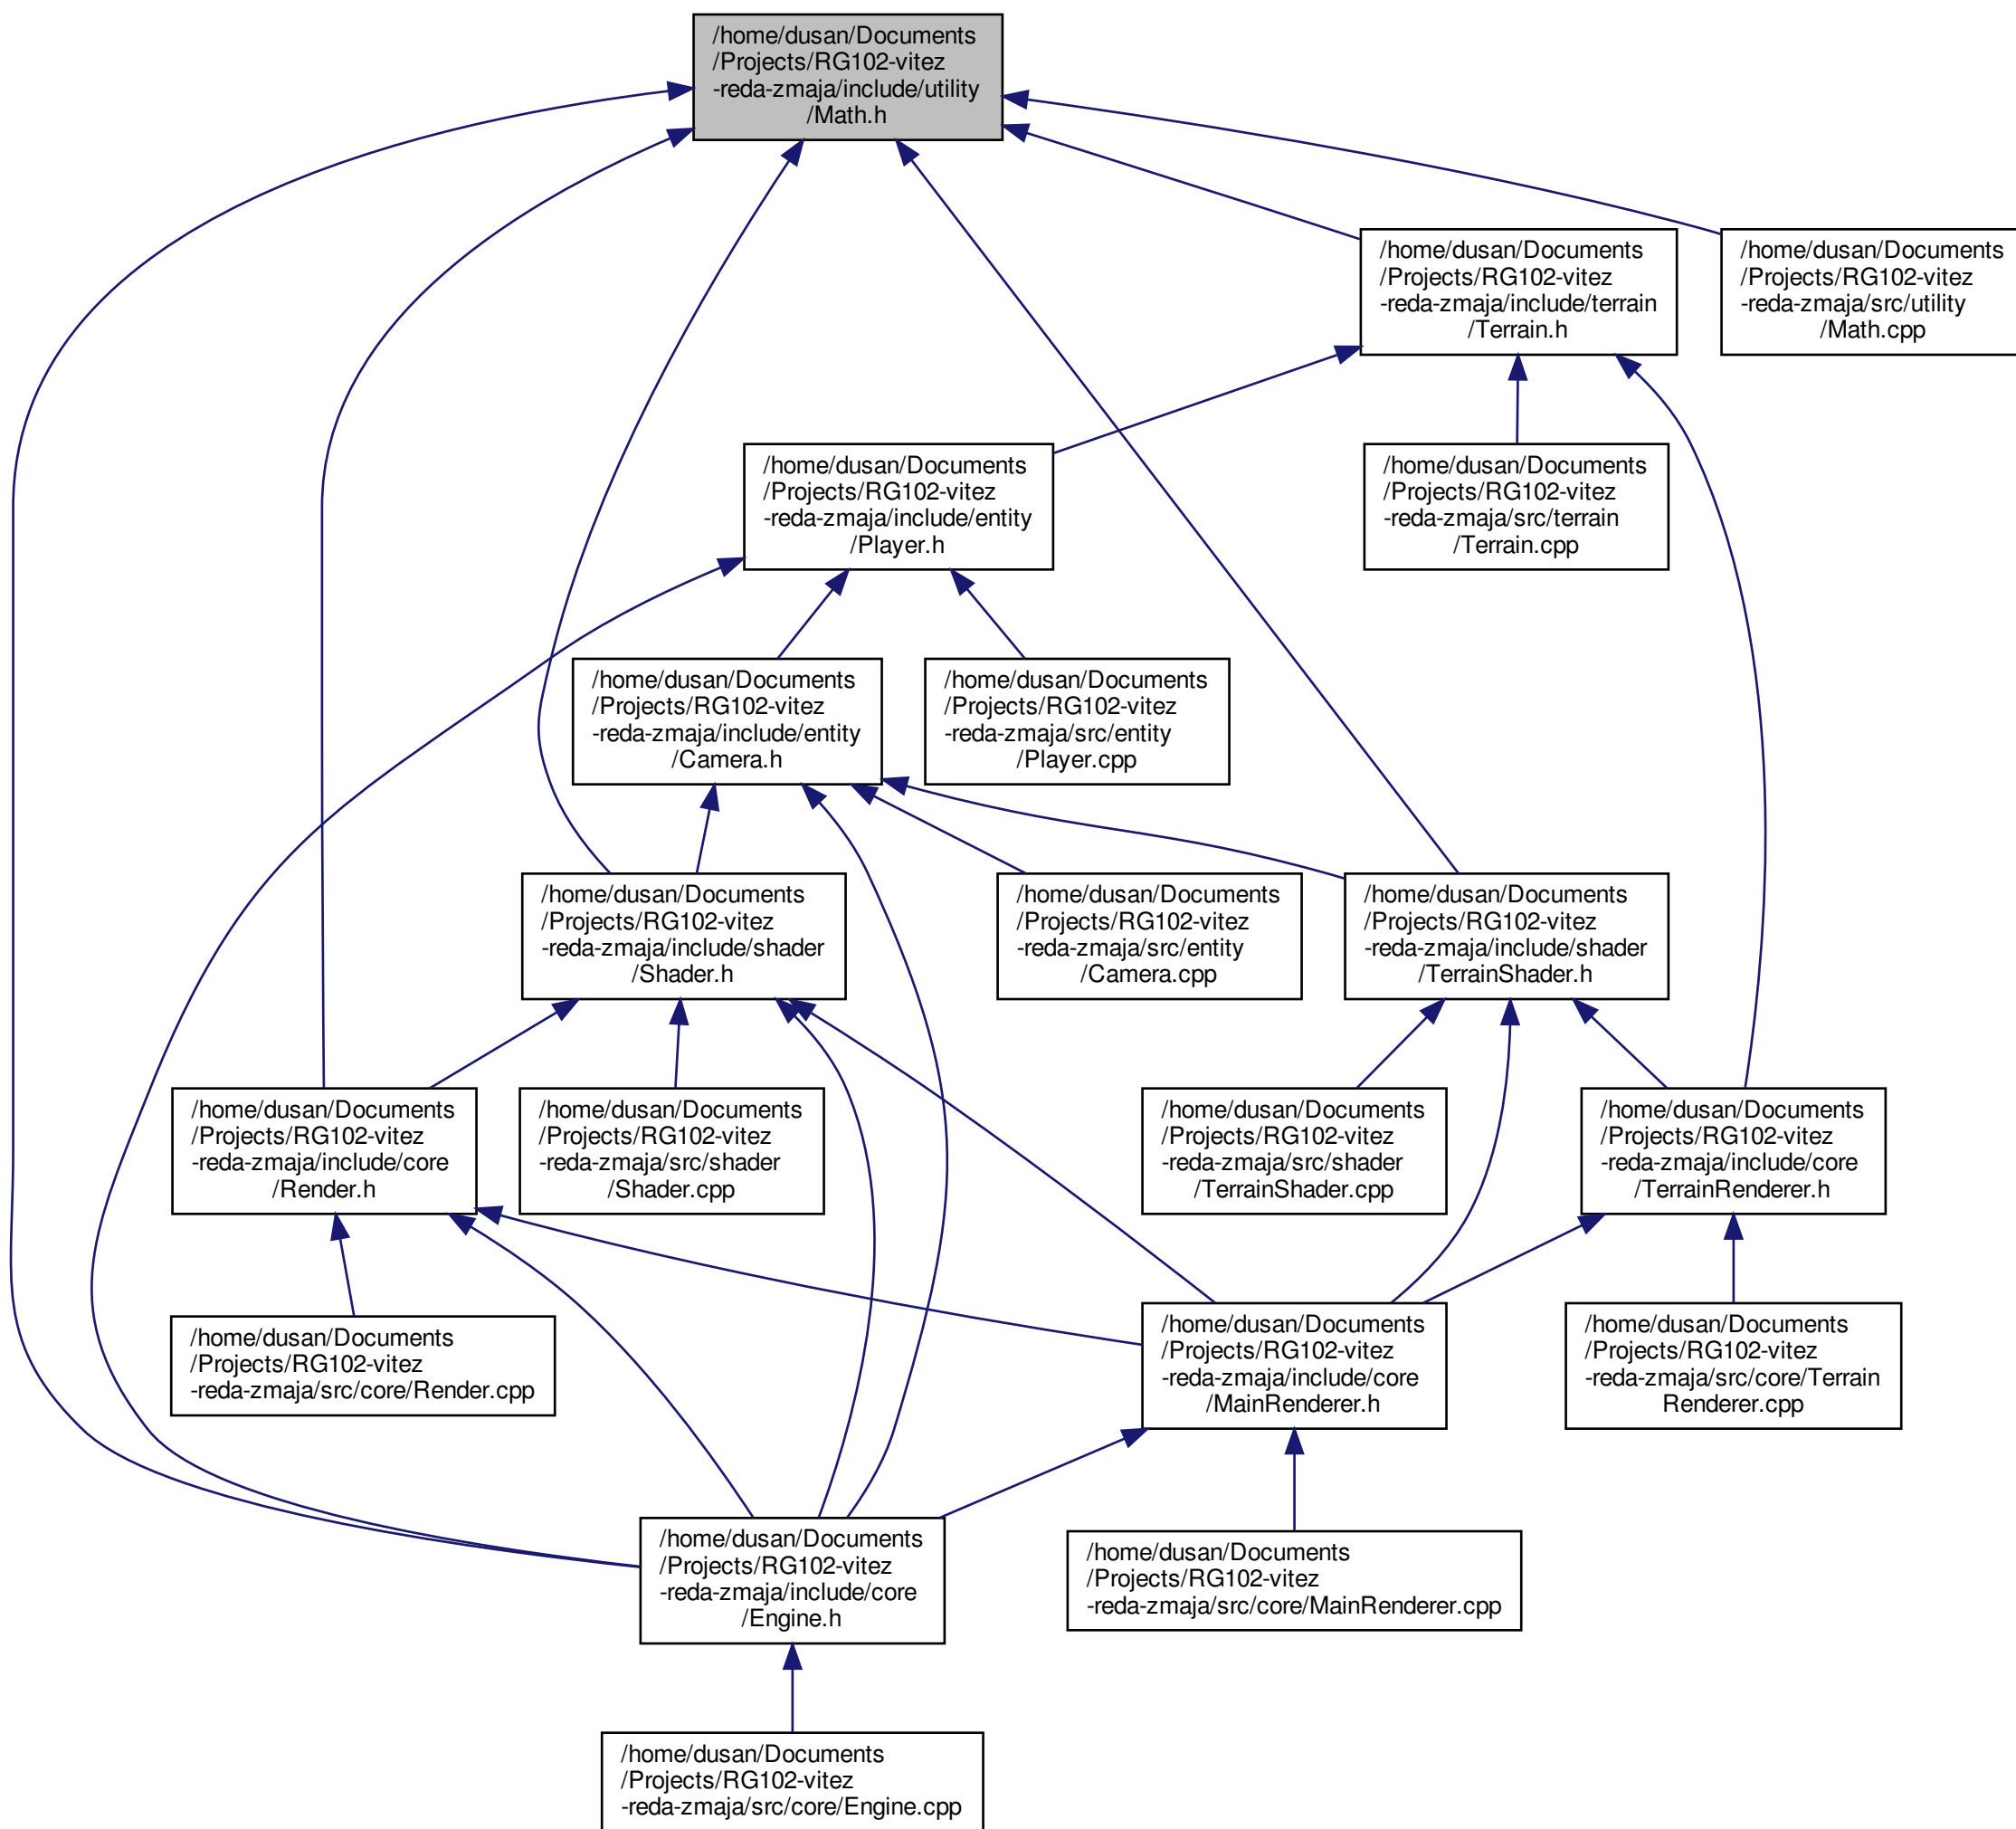 /home/dusan/Documents
/Projects/RG102-vitez
-reda-zmaja/include/utility
/Math.h
/home/dusan/Documents
/Projects/RG102-vitez
-reda-zmaja/include/terrain
/Terrain.h
/home/dusan/Documents
/Projects/RG102-vitez
-reda-zmaja/src/utility
/Math.cpp
/home/dusan/Documents
/Projects/RG102-vitez
-reda-zmaja/include/entity
/Player.h
/home/dusan/Documents
/Projects/RG102-vitez
-reda-zmaja/src/terrain
/Terrain.cpp
/home/dusan/Documents
/Projects/RG102-vitez
-reda-zmaja/include/entity
/Camera.h
/home/dusan/Documents
/Projects/RG102-vitez
-reda-zmaja/src/entity
/Player.cpp
/home/dusan/Documents
/Projects/RG102-vitez
-reda-zmaja/include/shader
/Shader.h
/home/dusan/Documents
/Projects/RG102-vitez
-reda-zmaja/src/entity
/Camera.cpp
/home/dusan/Documents
/Projects/RG102-vitez
-reda-zmaja/include/shader
/TerrainShader.h
/home/dusan/Documents
/Projects/RG102-vitez
-reda-zmaja/include/core
/Render.h
/home/dusan/Documents
/Projects/RG102-vitez
-reda-zmaja/src/shader
/Shader.cpp
/home/dusan/Documents
/Projects/RG102-vitez
-reda-zmaja/src/shader
/TerrainShader.cpp
/home/dusan/Documents
/Projects/RG102-vitez
-reda-zmaja/include/core
/TerrainRenderer.h
/home/dusan/Documents
/Projects/RG102-vitez
-reda-zmaja/src/core/Render.cpp
/home/dusan/Documents
/Projects/RG102-vitez
-reda-zmaja/include/core
/MainRenderer.h
/home/dusan/Documents
/Projects/RG102-vitez
-reda-zmaja/src/core/Terrain
Renderer.cpp
/home/dusan/Documents
/Projects/RG102-vitez
-reda-zmaja/include/core
/Engine.h
/home/dusan/Documents
/Projects/RG102-vitez
-reda-zmaja/src/core/MainRenderer.cpp
/home/dusan/Documents
/Projects/RG102-vitez
-reda-zmaja/src/core/Engine.cpp